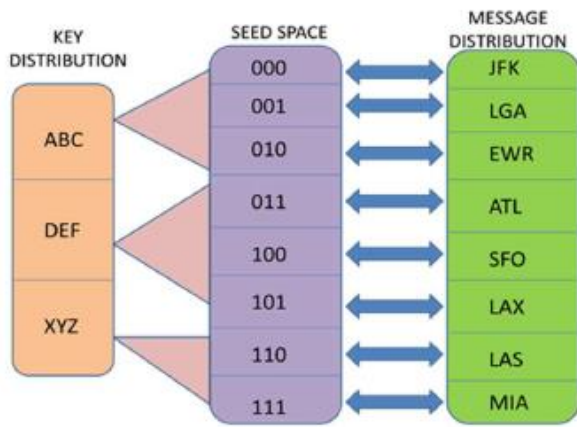 KEY
DISTRIBUTION
ABC
DEF
XYZ
SEED SPACE
000
001
010
011
100
101
110
111
MESSAGE
DISTRIBUTION
JFK
LGA
EWR
ATL
SFO
LAX
LAS
MIA